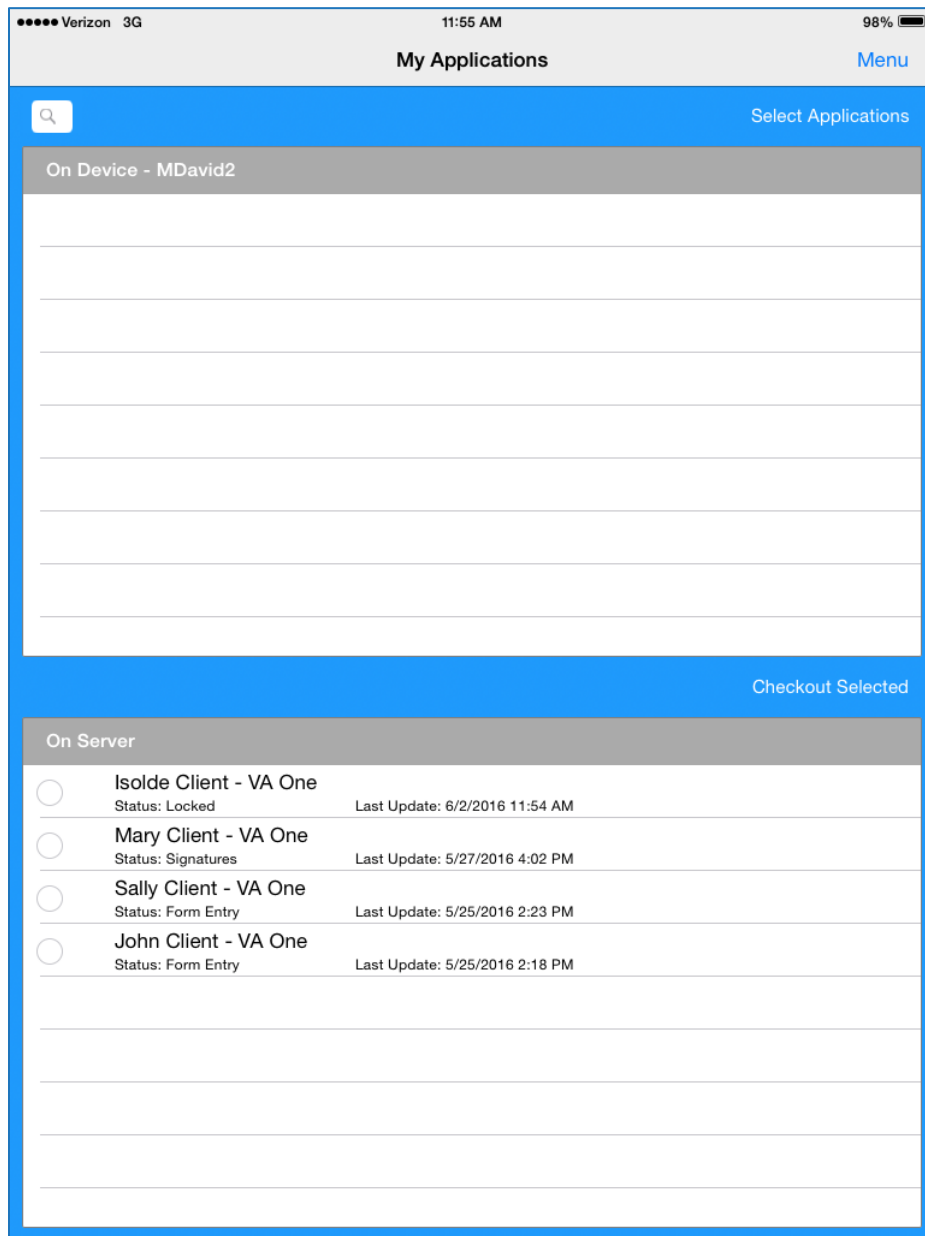 ●●●●● Verizon 3G 11:55 AM 98%
My Applications Menu
Select Applications
On Device - MDavid2
Checkout Selected
On Server
Isolde Client - VA One
Status: Locked Last Update: 6/2/2016 11:54 AM
Mary Client - VA One
Status: Signatures Last Update: 5/27/2016 4:02 PM
Sally Client - VA One
Status: Form Entry Last Update: 5/25/2016 2:23 PM
John Client - VA One
Status: Form Entry Last Update: 5/25/2016 2:18 PM